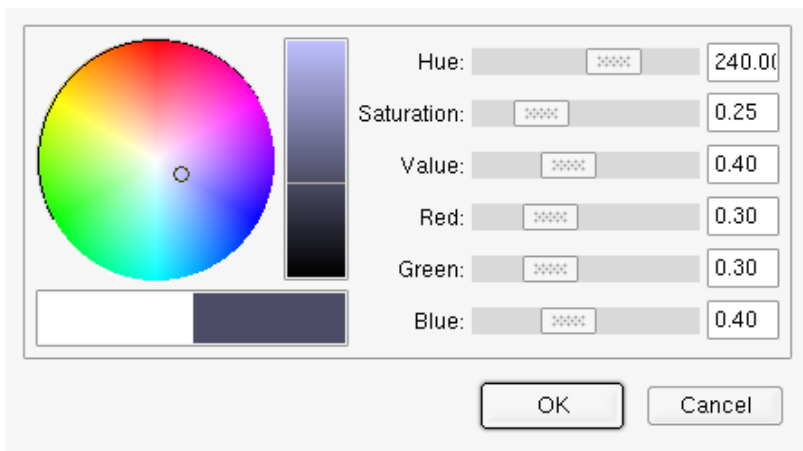 Hue: 240.0(
Saturation: 0.25
Value: 0.40
Red: 0.30
Green: 0.30
Blue: 0.40
OK Cancel